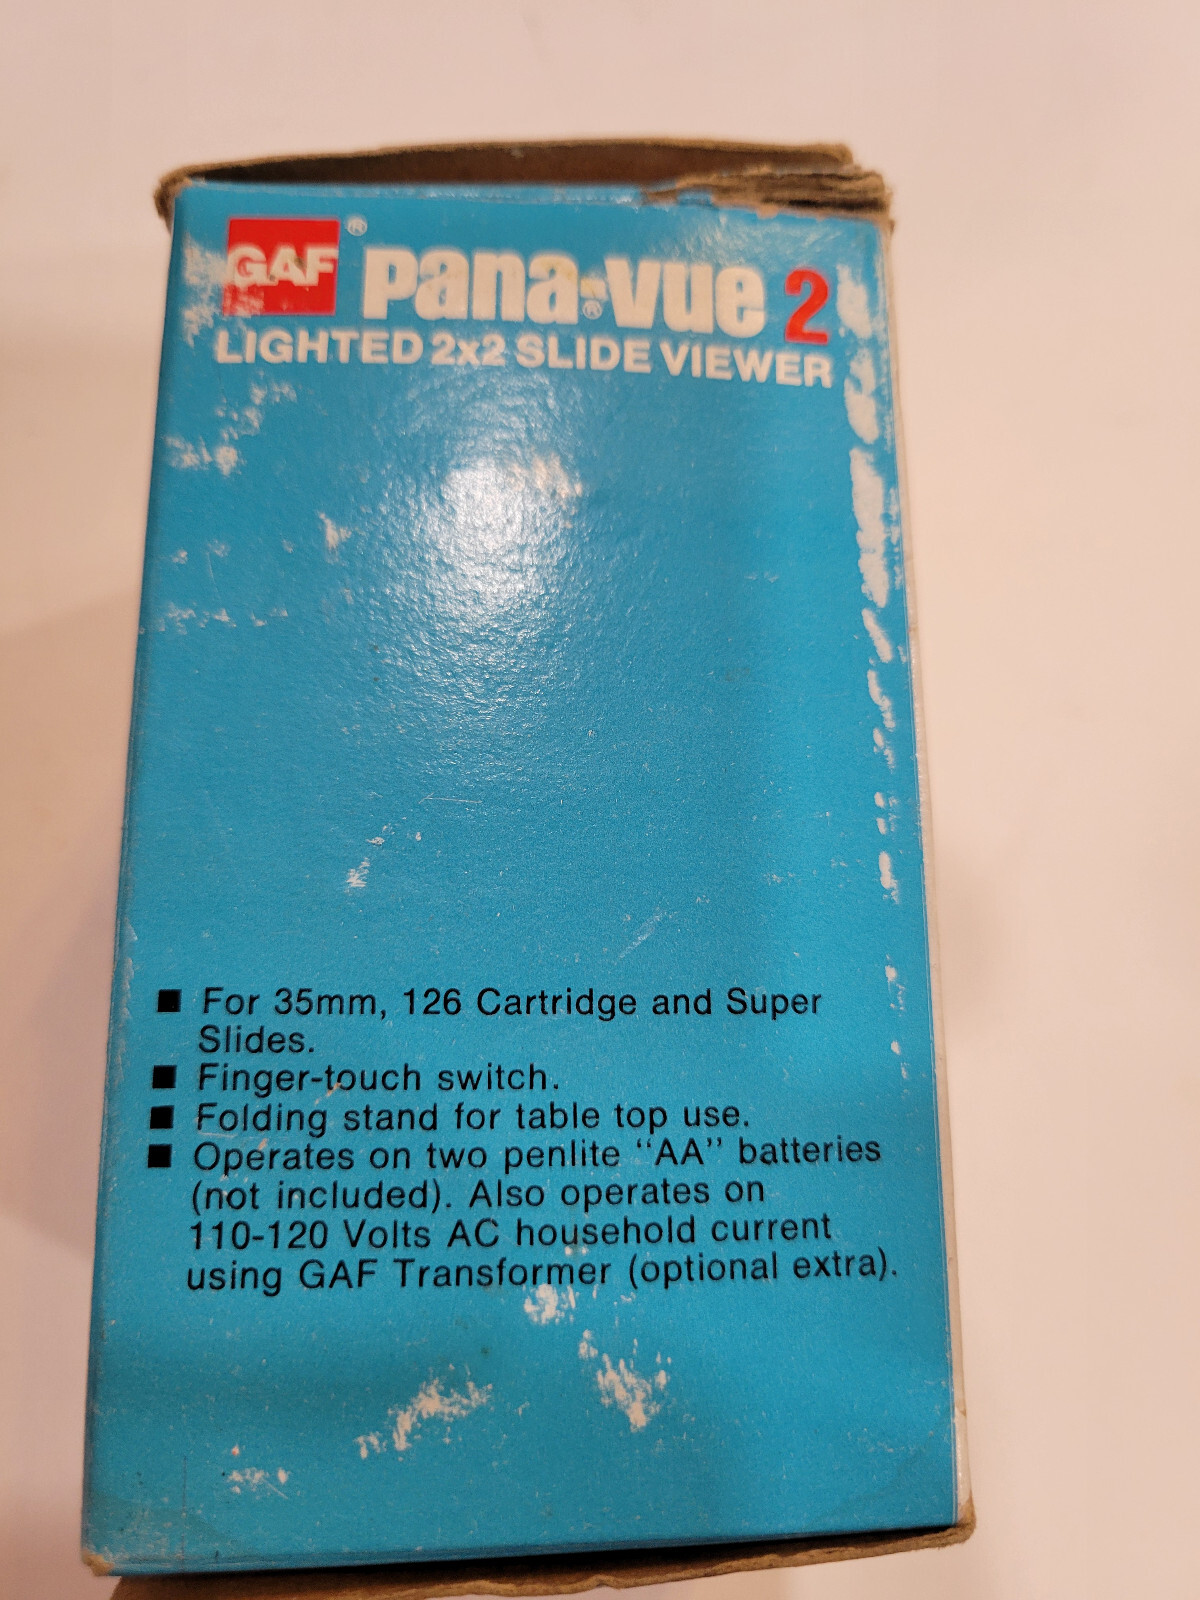 GAF® pana-vue® 2
LIGHTED 2x2 SLIDE VIEWER
■ For 35mm, 126 Cartridge and Super
Slides.
■ Finger-touch switch.
■ Folding stand for table top use.
■ Operates on two penlite “AA” batteries
(not included). Also operates on
110-120 Volts AC household current
using GAF Transformer (optional extra).